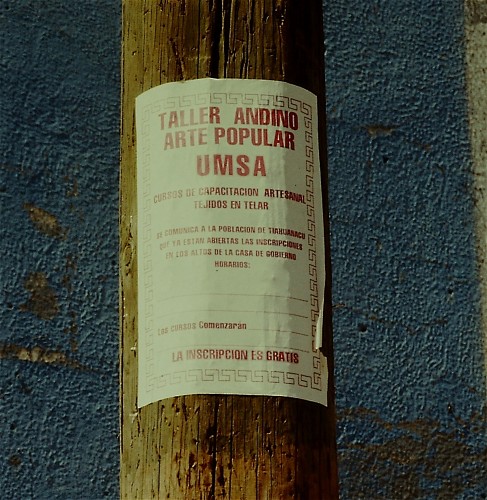 TALLER ANDINO
ARTE POPULAR
UMSA
CURSOS DE CAPACITACION ARTESANAL
TEJIDOS EN TELAR
SE COMUNICA A LA POBLACION DE TIAHUANACU
QUE YA ESTAN ABIERTAS LAS INSCRIPCIONES
EN LOS ALTOS DE LA CASA DE GOBIERNO
HORARIOS:
Los cursos Comenzarán
LA INSCRIPCION ES GRATIS